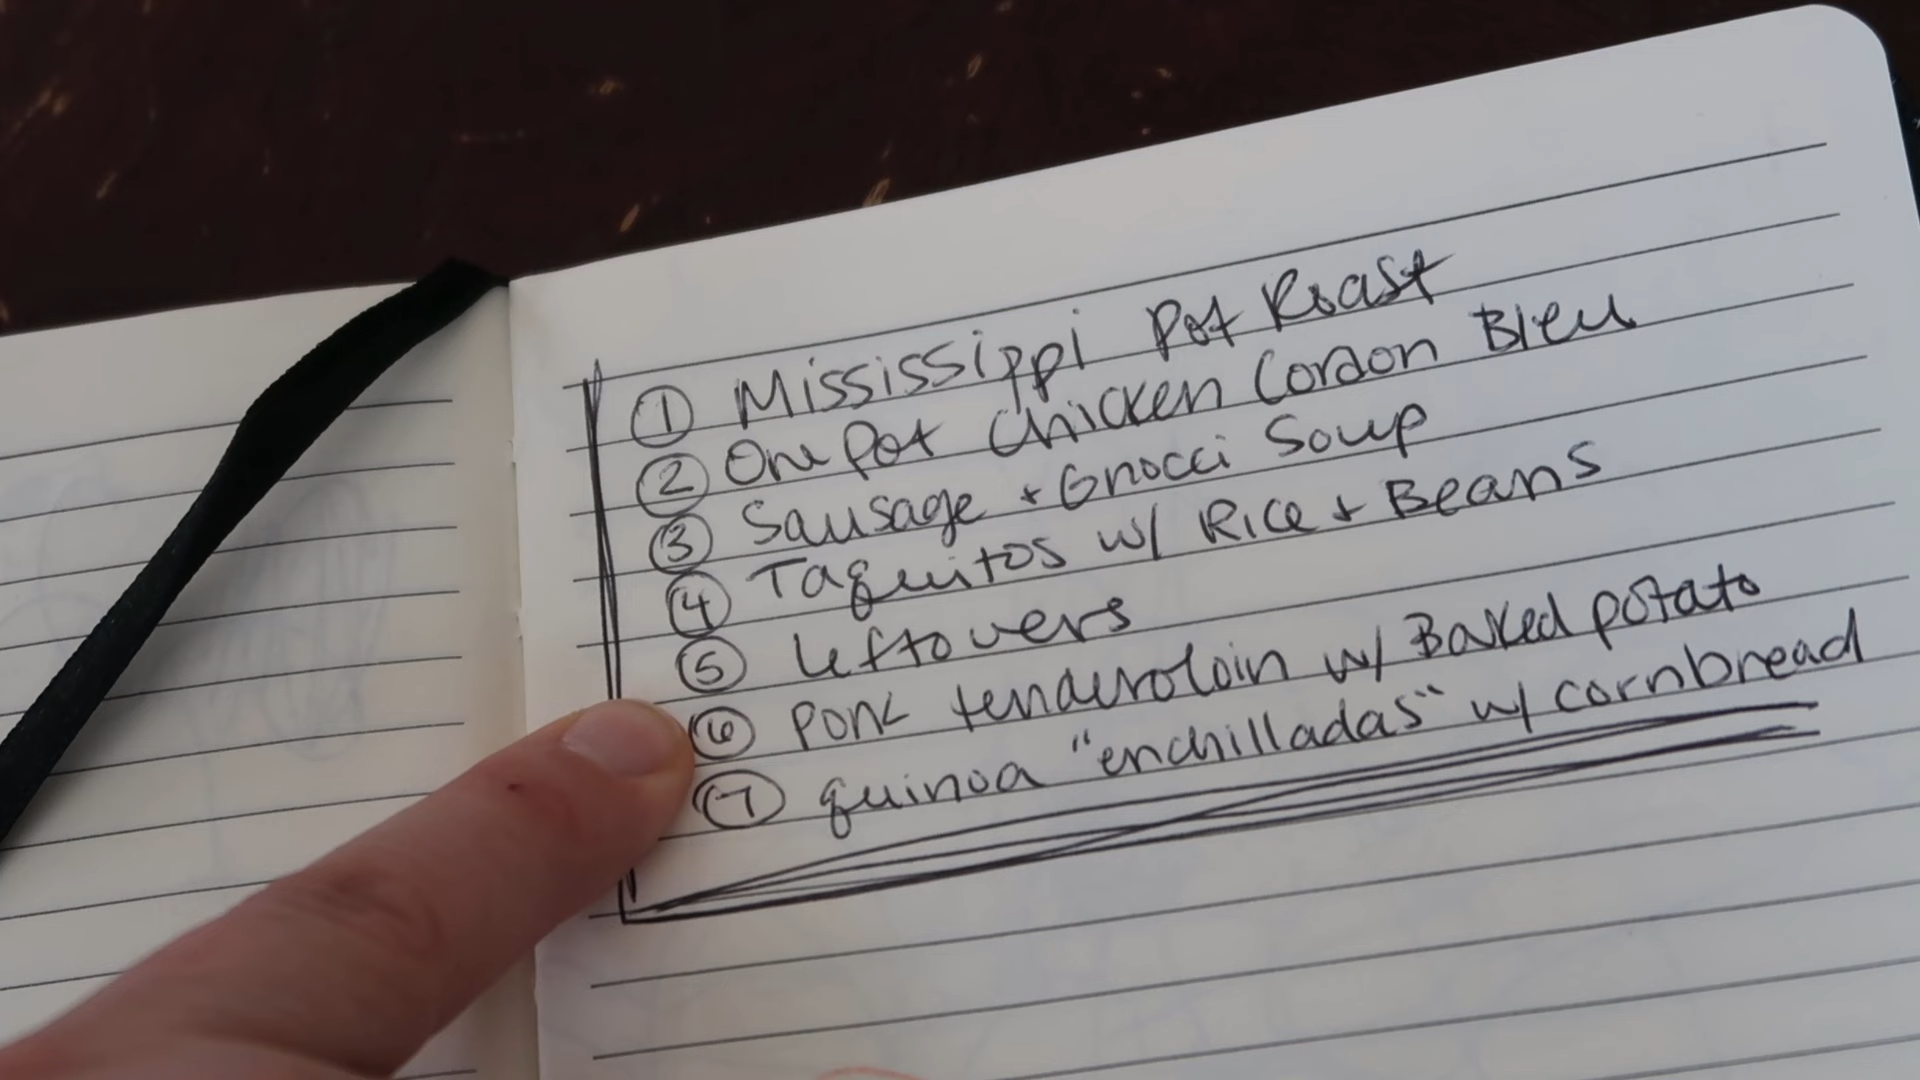 ① Mississippi Pot Roast
② One Pot Chicken Cordon Bleu
③ Sausage + Gnocci Soup
④ Taquitos w/ Rice + Beans
⑤ Leftovers
⑥ Pork tenderoloin w/ Baked potato
⑦ quinoa "enchilladas" w/ cornbread